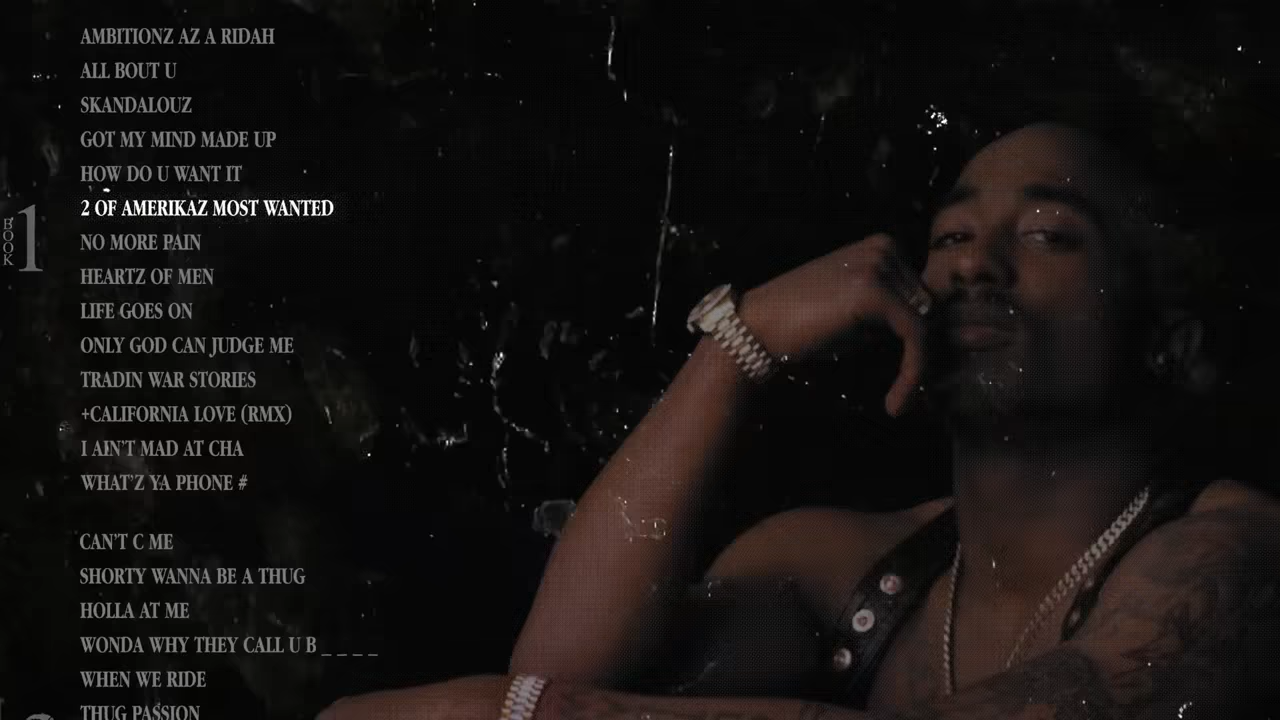 AMBITIONZ AZ A RIDAH
ALL BOUT U
SKANDALOUZ
GOT MY MIND MADE UP
HOW DO U WANT IT
2 OF AMERIKAZ MOST WANTED
NO MORE PAIN
HEARTZ OF MEN
LIFE GOES ON
ONLY GOD CAN JUDGE ME
TRADIN WAR STORIES
+CALIFORNIA LOVE (RMX)
I AIN'T MAD AT CHA
WHAT'Z YA PHONE #
BOOK 1
CAN'T C ME
SHORTY WANNA BE A THUG
HOLLA AT ME
WONDA WHY THEY CALL U B _ _ _ _
WHEN WE RIDE
THUG PASSION